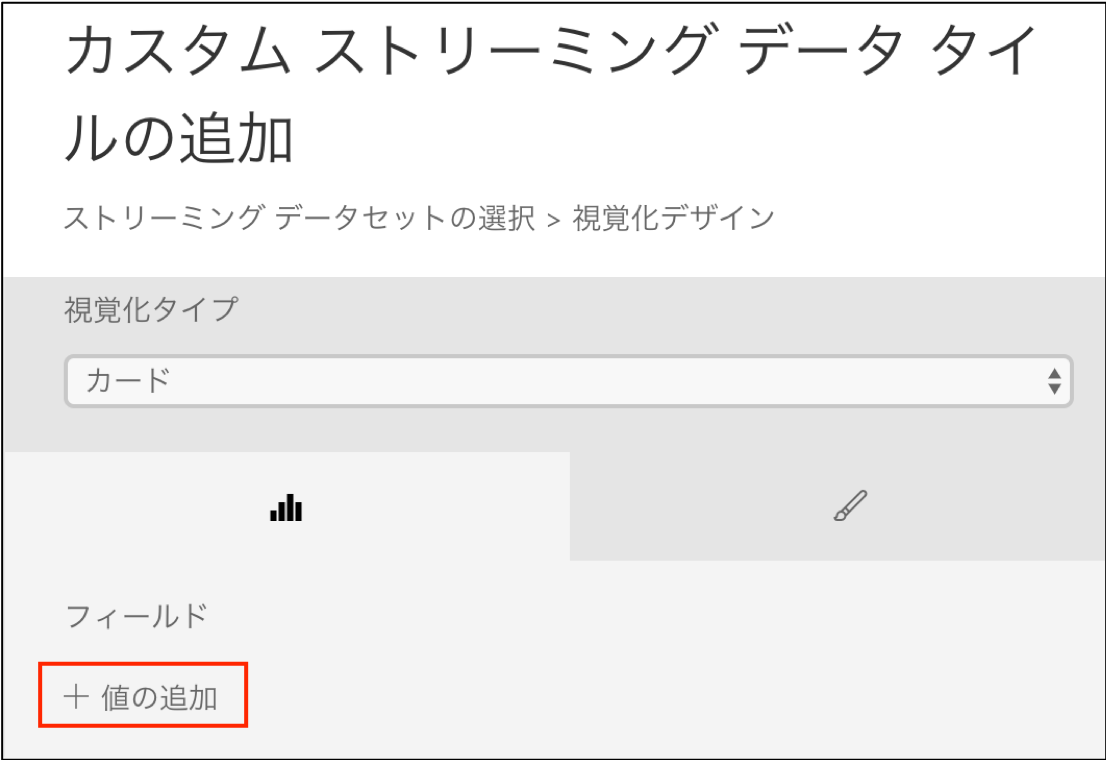 カスタム ストリーミング データ タイ
ルの追加
ストリーミング データセットの選択 > 視覚化デザイン
視覚化タイプ
カード
フィールド
＋ 値の追加